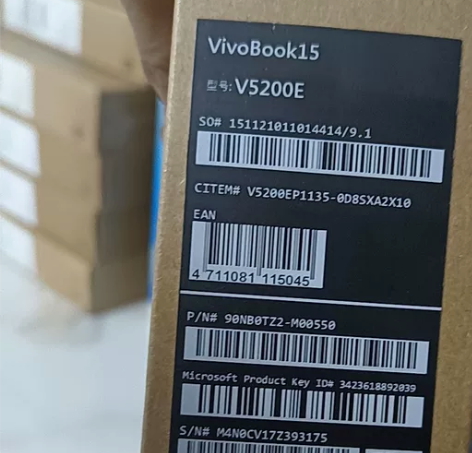 VivoBook15
型号: V5200E
SO# 151121011014414/9.1
CITEM# V5200EP1135-0D8SXA2X10
EAN
4 711081 115045
P/N# 90NB0TZ2-M00550
Microsoft Product Key ID# 3423618892039
S/N# M4N0CV17Z393175